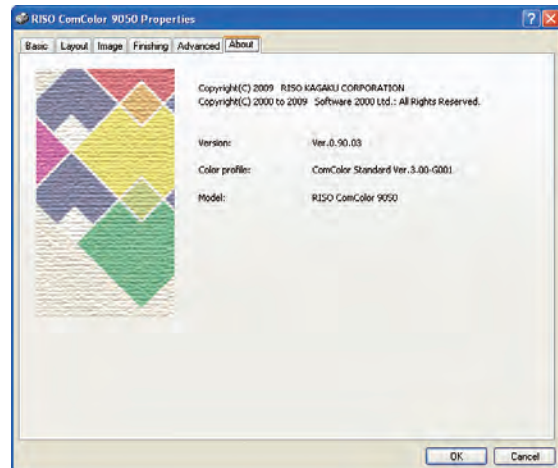 RISO ComColor 9050 Properties
Basic Layout Image Finishing Advanced About
Copyright(C) 2009 RISO KAGAKU CORPORATION
Copyright(C) 2000 to 2009 Software 2000 Ltd.: All Rights Reserved.
Version: Ver.0.90.03
Color profile: ComColor Standard Ver.3.00-G001
Model: RISO ComColor 9050
OK Cancel